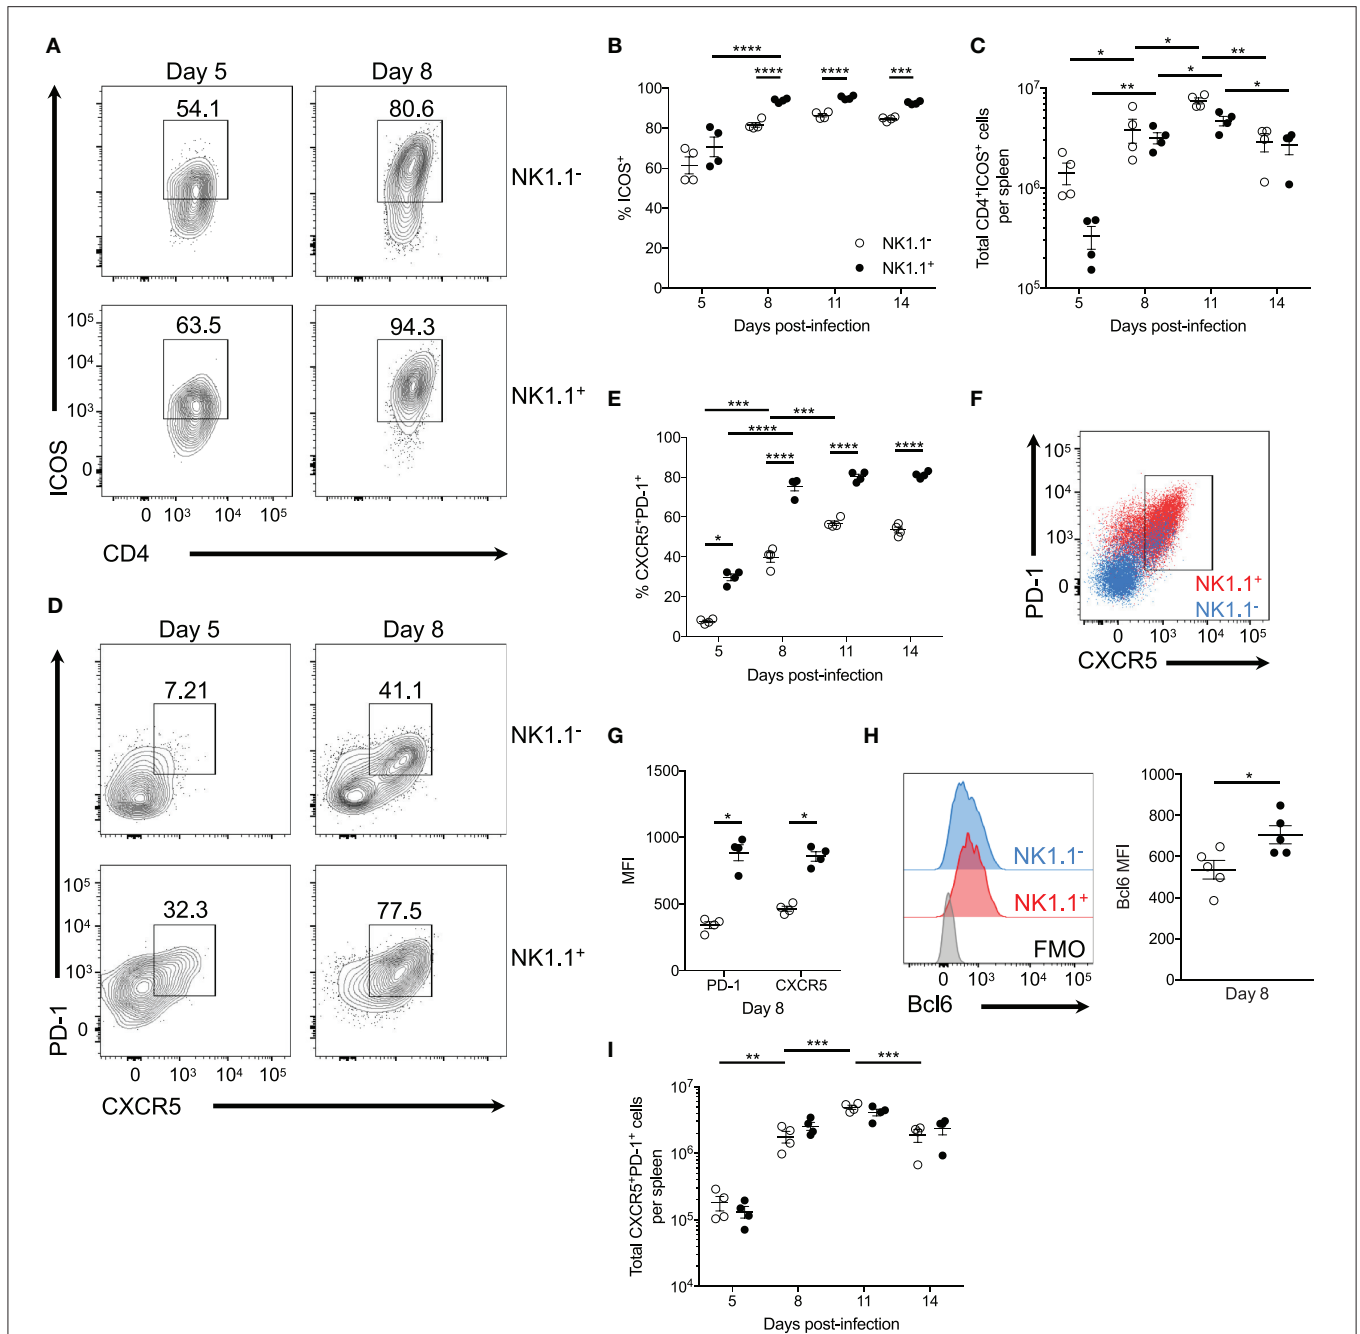 A
Day 5
Day 8
54.1
80.6
NK1.1-
10⁵
10⁴
10³
0
63.5
94.3
NK1.1+
ICOS
0
10³
10⁴
10⁵
CD4
B
****
****
****
***
100
80
60
40
20
0
% ICOS+
NK1.1-
NK1.1+
5
8
11
14
Days post-infection
C
*
*
**
**
*
*
10⁷
10⁶
10⁵
Total CD4+ICOS+ cells
per spleen
5
8
11
14
Days post-infection
D
Day 5
Day 8
7.21
41.1
NK1.1-
32.3
77.5
NK1.1+
10⁵
10⁴
10³
0
PD-1
0
10³
10⁴
10⁵
CXCR5
E
***
***
****
*
****
****
****
100
80
60
40
20
0
% CXCR5+PD-1+
5
8
11
14
Days post-infection
F
10⁵
10⁴
10³
0
PD-1
NK1.1+
NK1.1-
0
10³
10⁴
10⁵
CXCR5
G
1500
1000
500
0
MFI
*
*
PD-1
CXCR5
Day 8
H
NK1.1-
NK1.1+
FMO
0
10³
10⁴
10⁵
Bcl6
1000
800
600
400
200
0
Bcl6 MFI
*
Day 8
I
**
***
***
10⁷
10⁶
10⁵
10⁴
Total CXCR5+PD-1+ cells
per spleen
5
8
11
14
Days post-infection